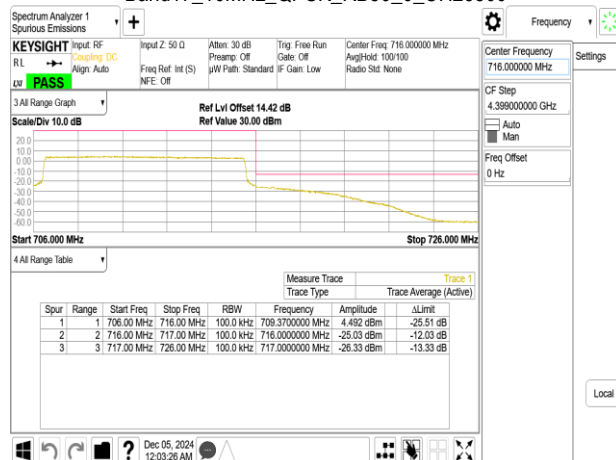 Spectrum Analyzer 1
Spurious Emissions
Frequency
KEYSIGHT
Input: RF
Coupling: DC
Align: Auto
Input Z: 50 Ω
Freq Ref: Int (S)
NFE: Off
Atten: 30 dB
Preamp: Off
µW Path: Standard
Trig: Free Run
Gate: Off
IF Gain: Low
Center Freq: 716.000000 MHz
Avg|Hold: 100/100
Radio Std: None
RL
LXI
PASS
Center Frequency
716.000000 MHz
Settings
CF Step
4.399000000 GHz
Auto
Man
Freq Offset
0 Hz
3 All Range Graph
Scale/Div 10.0 dB
Ref Lvl Offset 14.42 dB
Ref Value 30.00 dBm
20.0
10.0
0.00
-10.0
-20.0
-30.0
-40.0
-50.0
-60.0
Start 706.000 MHz
Stop 726.000 MHz
4 All Range Table
Measure Trace Trace 1
Trace Type Trace Average (Active)
Spur Range Start Freq Stop Freq RBW Frequency Amplitude ΔLimit
1 1 706.00 MHz 716.00 MHz 100.0 kHz 709.3700000 MHz 4.492 dBm -25.51 dB
2 2 716.00 MHz 717.00 MHz 100.0 kHz 716.0000000 MHz -25.03 dBm -12.03 dB
3 3 717.00 MHz 726.00 MHz 100.0 kHz 717.0000000 MHz -26.33 dBm -13.33 dB
Local
?
Dec 05, 2024
12:03:26 AM